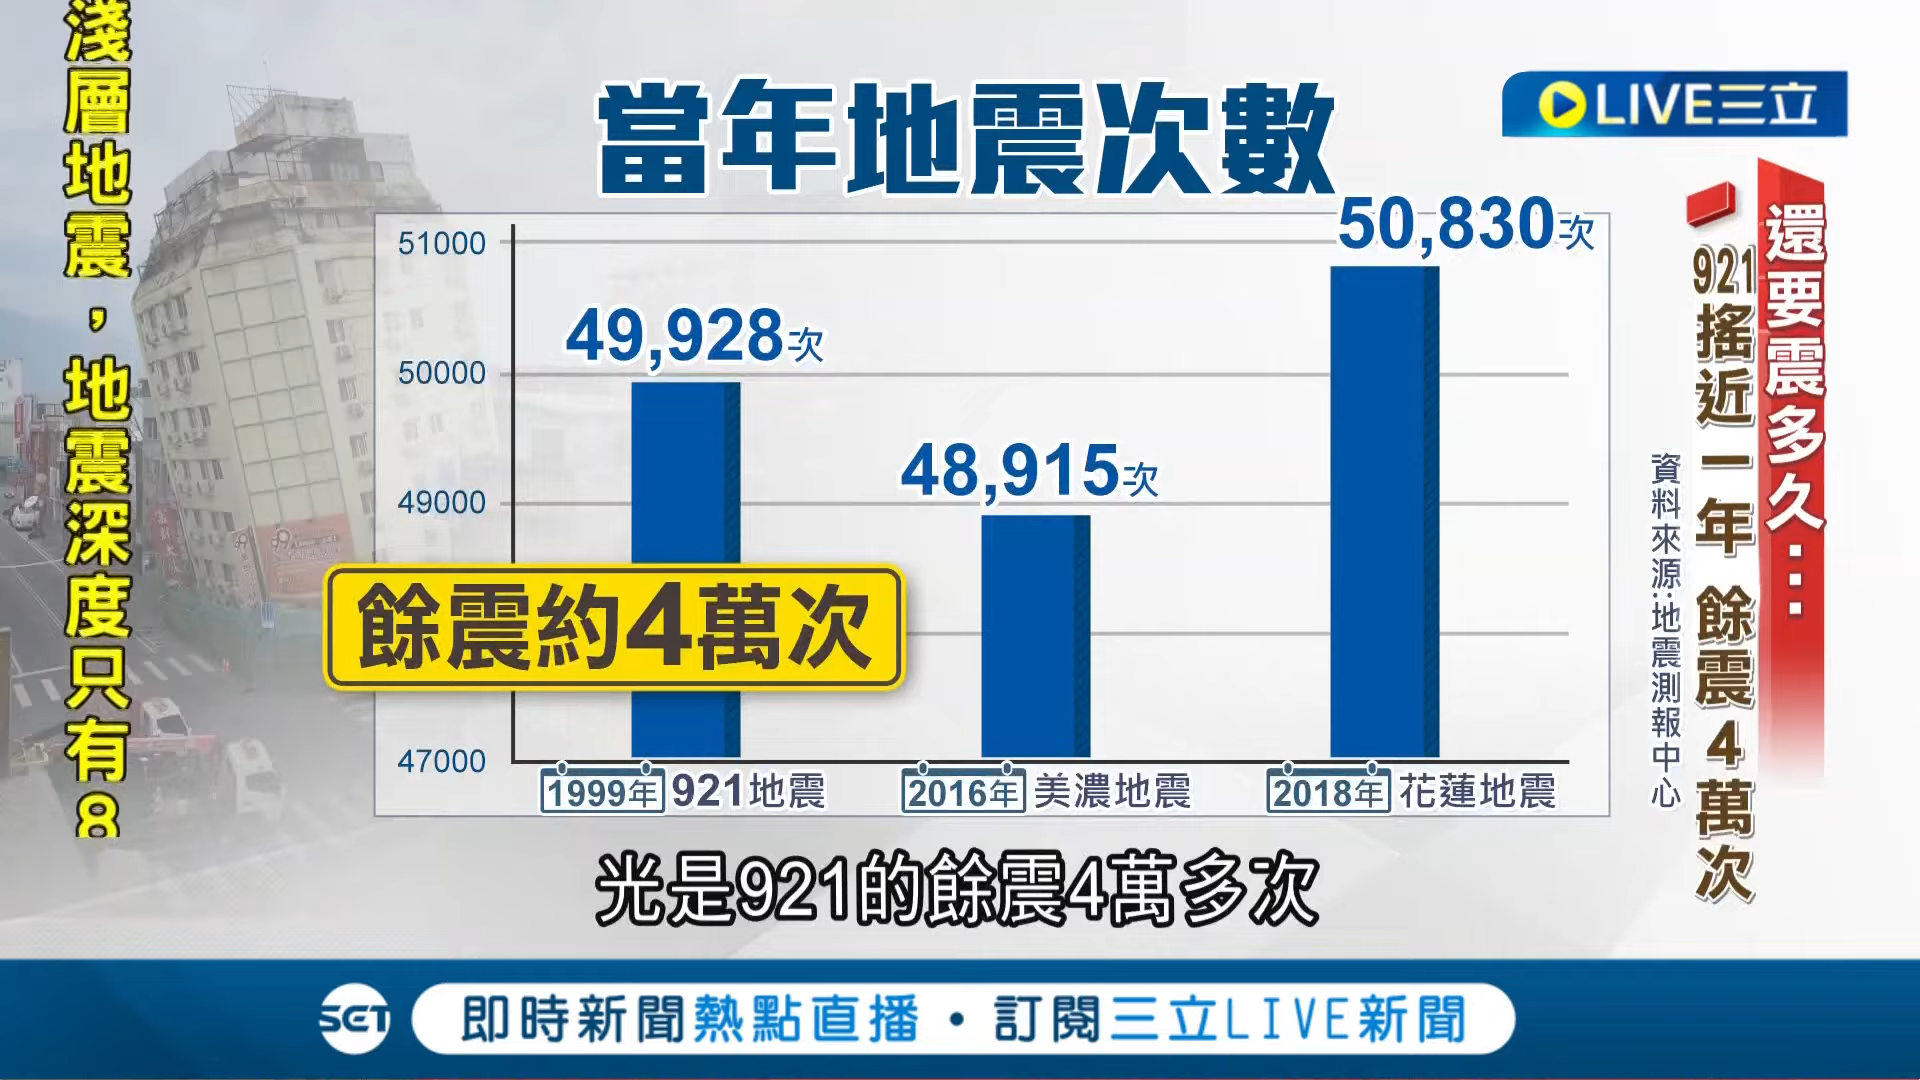 淺層地震，地震深度只有8
當年地震次數
LIVE三立
還要震多久…
921搖近一年 餘震4萬次
資料來源:地震測報中心
51000
50000
49000
47000
49,928次
48,915次
50,830次
餘震約4萬次
1999年 921地震
2016年 美濃地震
2018年 花蓮地震
光是921的餘震4萬多次
SET 即時新聞熱點直播・訂閱三立LIVE新聞